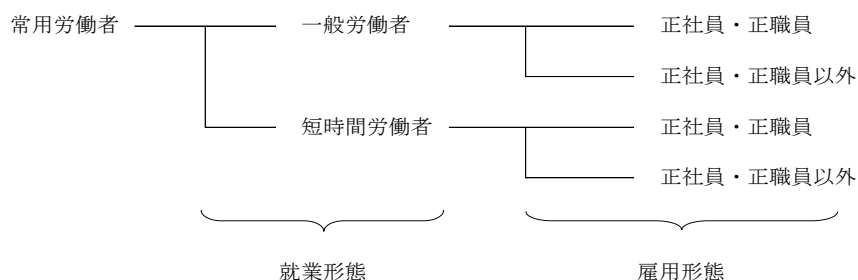 常用労働者 一般労働者 正社員・正職員
正社員・正職員以外
短時間労働者 正社員・正職員
正社員・正職員以外
就業形態 雇用形態